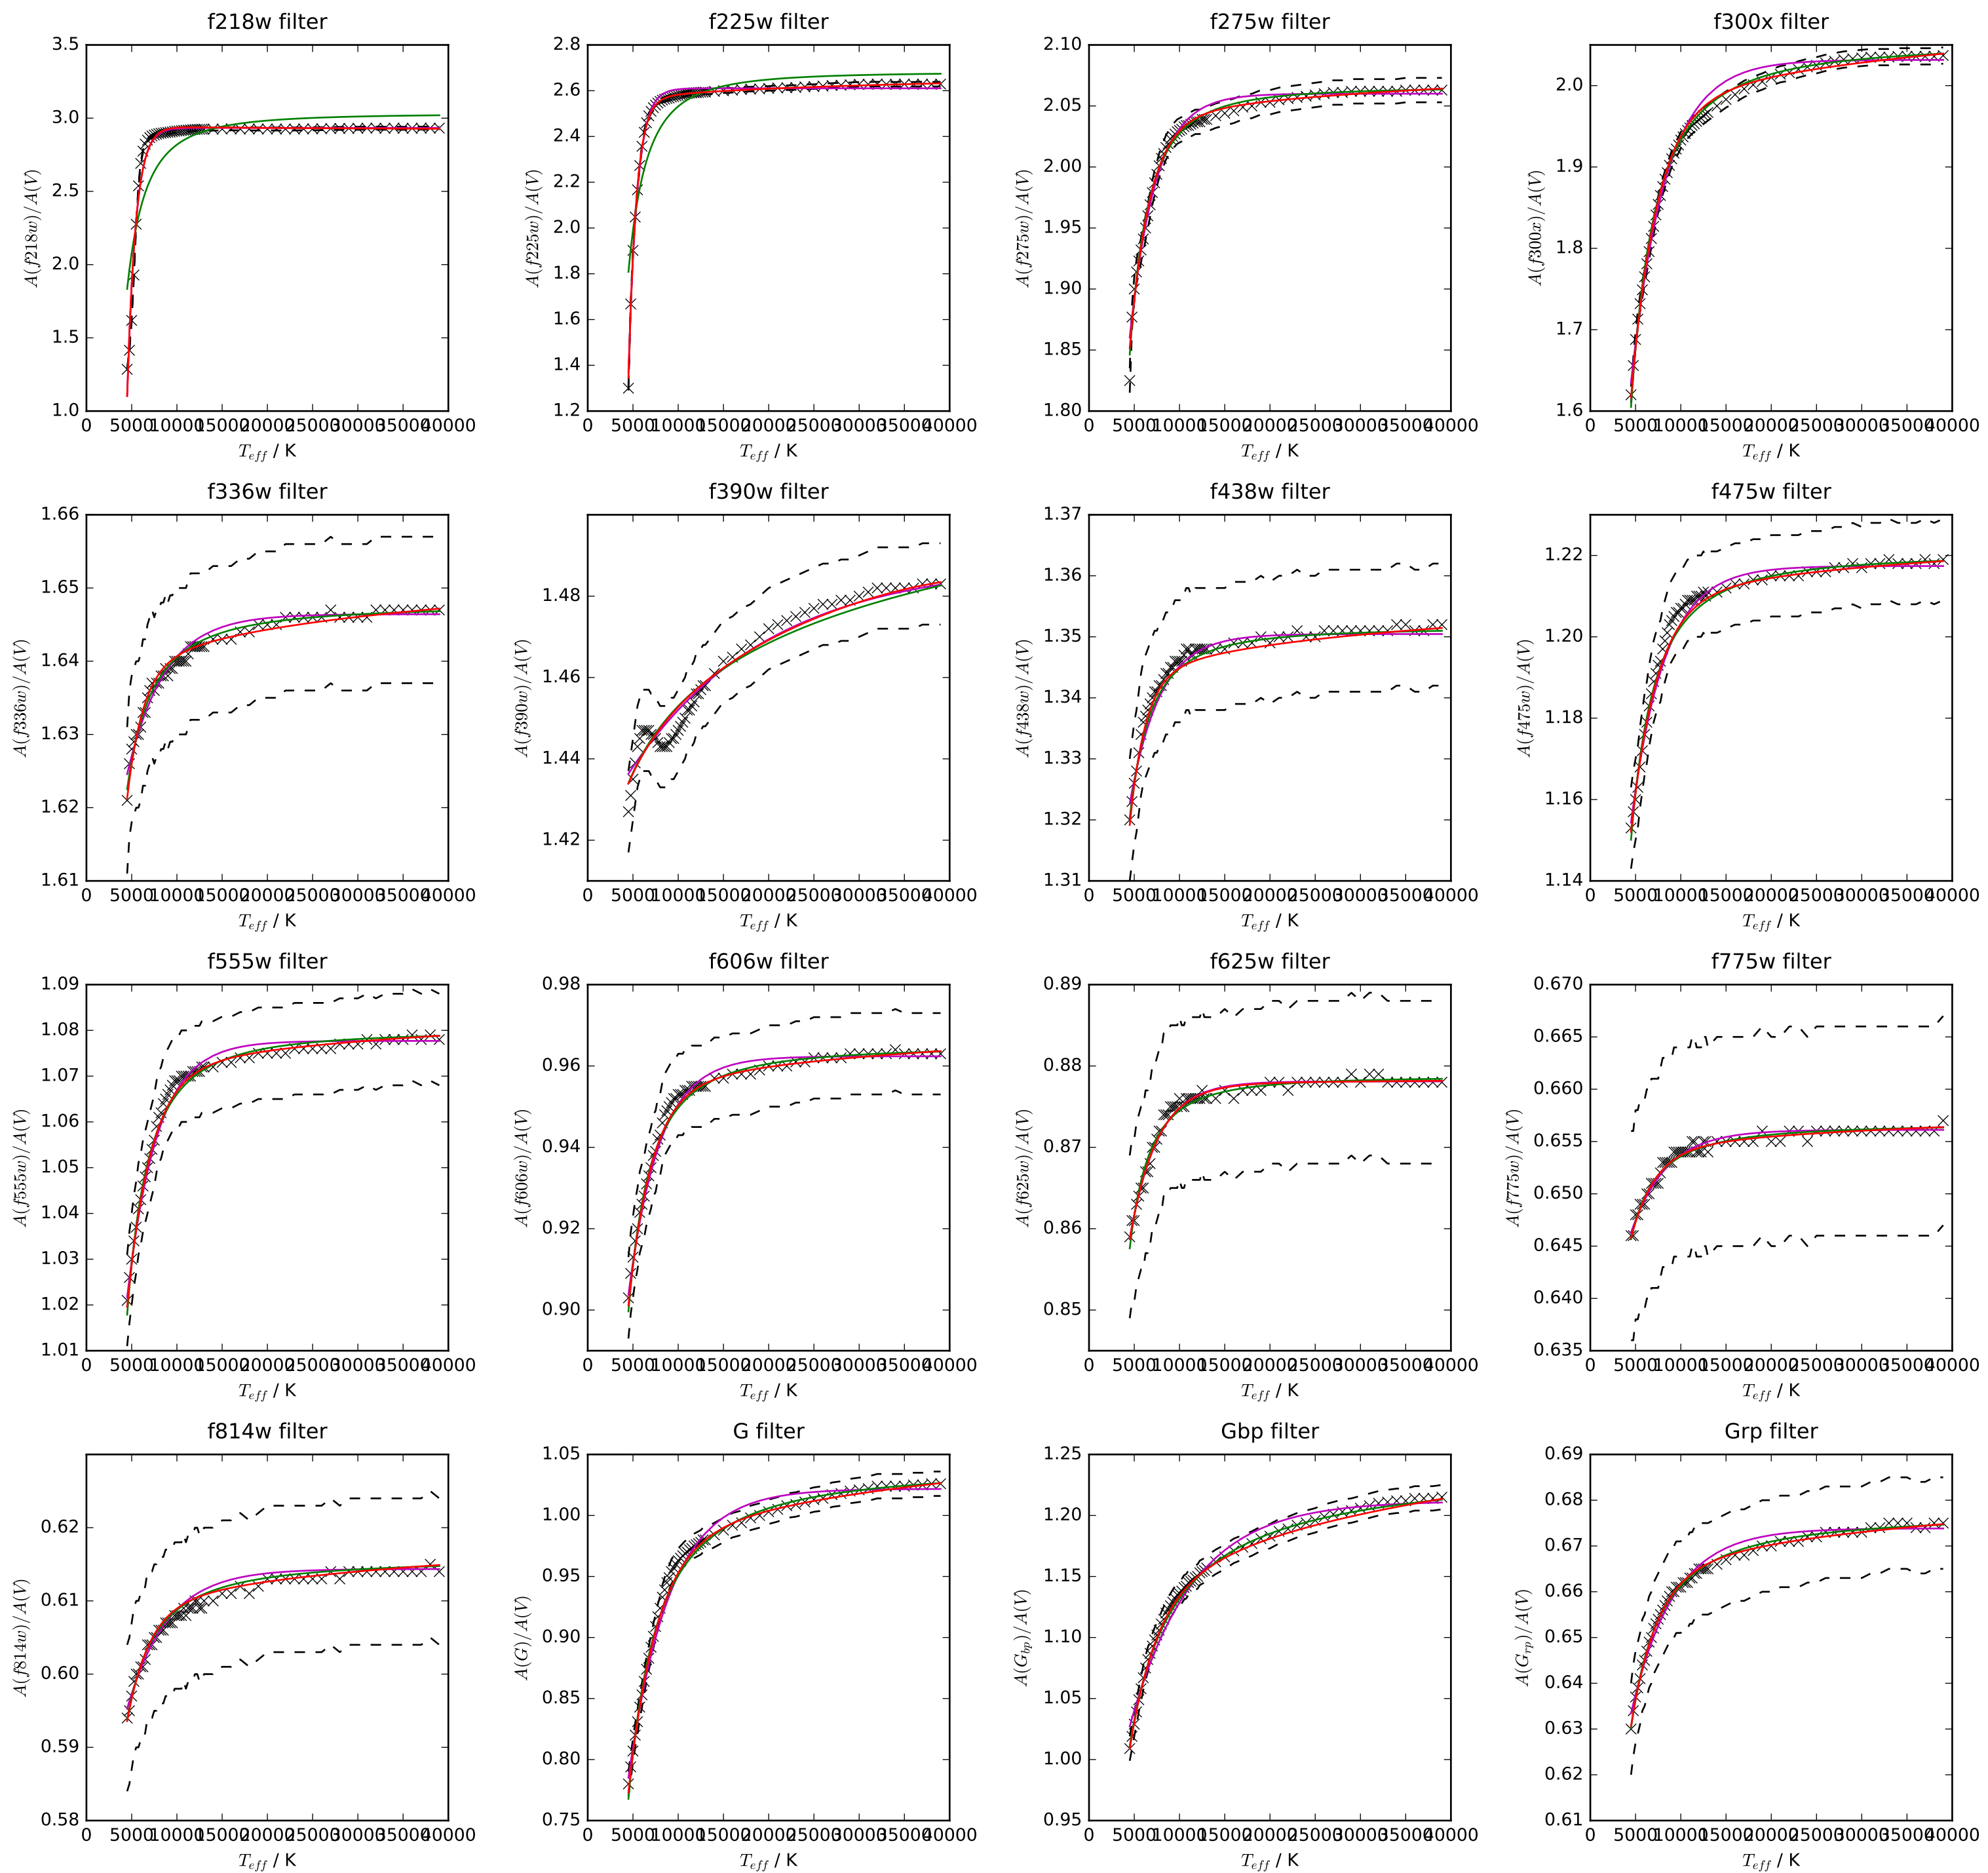 f218w filter f225w filter f275w filter f300x filter
3.5 2.8 2.10
3.0 2.6 2.05 2.0
2.5 2.4 2.00 1.9
A(f218w)/A(V) A(f225w)/A(V) A(f275w)/A(V) A(f300x)/A(V)
2.2
2.0 2.0 1.95 1.8
1.8 1.90
1.5 1.6 1.85 1.7
1.4
1.0 1.2 1.80 1.6
0 5000 10000 15000 20000 25000 30000 35000 40000 0 5000 10000 15000 20000 25000 30000 35000 40000 0 5000 10000 15000 20000 25000 30000 35000 40000 0 5000 10000 15000 20000 25000 30000 35000 40000
Teff / K Teff / K Teff / K Teff / K
f336w filter f390w filter f438w filter f475w filter
1.66 1.37
1.65 1.48 1.36 1.22
1.64 1.46 1.35 1.20
A(f336w)/A(V) A(f390w)/A(V) A(f438w)/A(V) A(f475w)/A(V)
1.34 1.18
1.63 1.44 1.33
1.62 1.42 1.32 1.16
1.61 1.31 1.14
0 5000 10000 15000 20000 25000 30000 35000 40000 0 5000 10000 15000 20000 25000 30000 35000 40000 0 5000 10000 15000 20000 25000 30000 35000 40000 0 5000 10000 15000 20000 25000 30000 35000 40000
Teff / K Teff / K Teff / K Teff / K
f555w filter f606w filter f625w filter f775w filter
1.09 0.98 0.89 0.670
1.08 0.96 0.88 0.665
1.07 0.660
1.06 0.94 0.87 0.655
A(f555w)/A(V) A(f606w)/A(V) A(f625w)/A(V) A(f775w)/A(V)
1.05 0.650
1.04 0.92 0.86 0.645
1.03
1.02 0.90 0.85 0.640
1.01 0.635
0 5000 10000 15000 20000 25000 30000 35000 40000 0 5000 10000 15000 20000 25000 30000 35000 40000 0 5000 10000 15000 20000 25000 30000 35000 40000 0 5000 10000 15000 20000 25000 30000 35000 40000
Teff / K Teff / K Teff / K Teff / K
f814w filter G filter Gbp filter Grp filter
1.05 1.25 0.69
0.62 1.00 1.20 0.68
0.95 1.15 0.67
0.61 0.90 1.10 0.66
A(f814w)/A(V) A(G)/A(V) A(Gbp)/A(V) A(Grp)/A(V)
0.60 0.85 1.05 0.65
0.64
0.59 0.80 1.00 0.63
0.62
0.58 0.75 0.95 0.61
0 5000 10000 15000 20000 25000 30000 35000 40000 0 5000 10000 15000 20000 25000 30000 35000 40000 0 5000 10000 15000 20000 25000 30000 35000 40000 0 5000 10000 15000 20000 25000 30000 35000 40000
Teff / K Teff / K Teff / K Teff / K